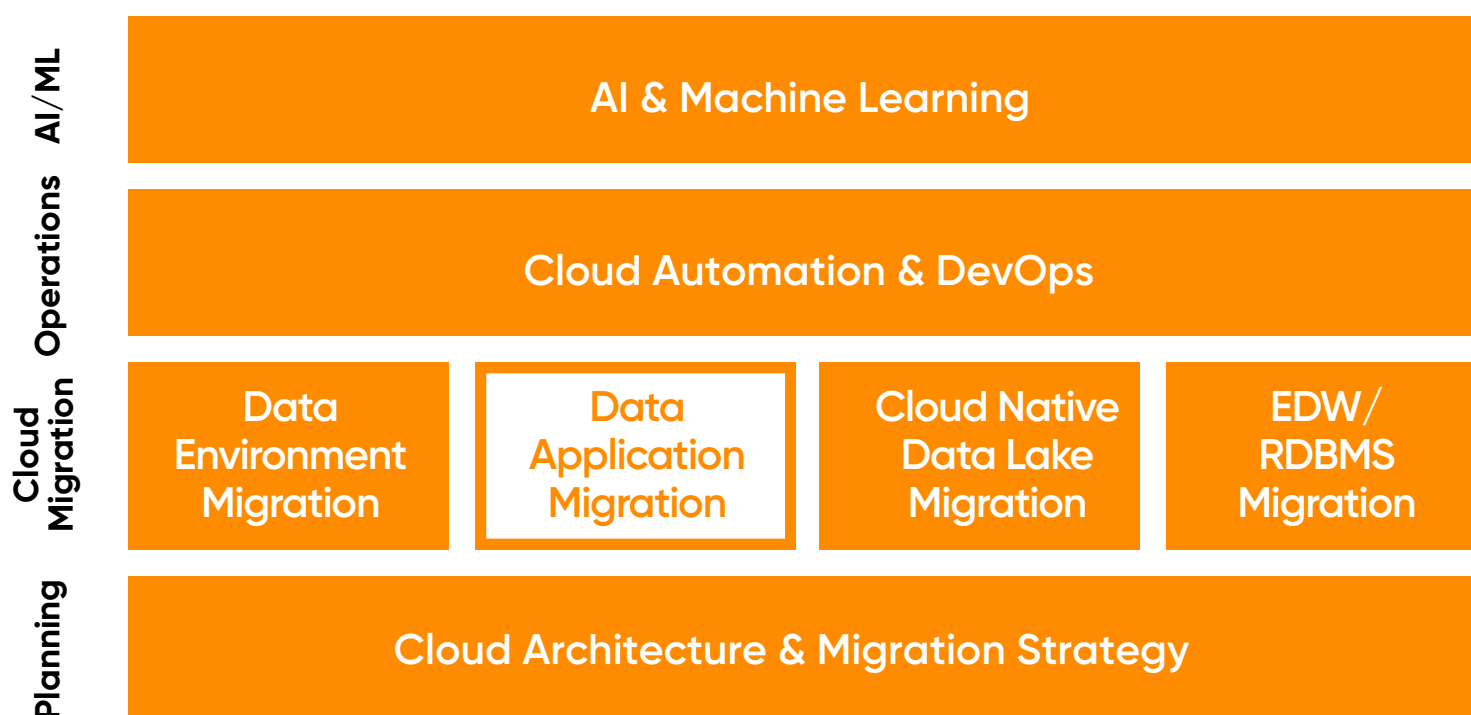 AI/ML
AI & Machine Learning
Operations
Cloud Automation & DevOps
Cloud
Migration
Data
Environment
Migration
Data
Application
Migration
Cloud Native
Data Lake
Migration
EDW/
RDBMS
Migration
Planning
Cloud Architecture & Migration Strategy